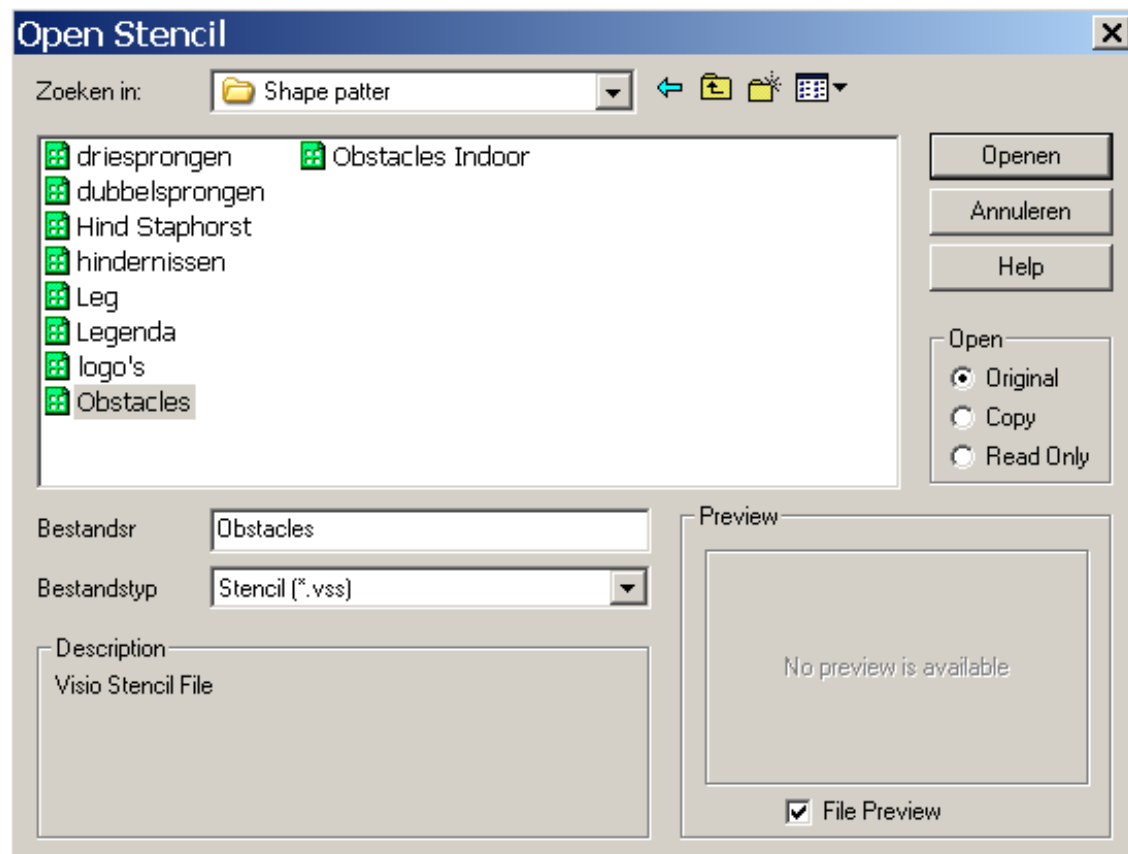 Open Stencil
Zoeken in: Shape patter
driesprongen Obstacles Indoor
dubbelsprongen
Hind Staphorst
hindernissen
Leg
Legenda
logo's
Obstacles
Openen
Annuleren
Help
Open
Original
Copy
Read Only
Bestandsr Obstacles
Bestandstyp Stencil (*.vss)
Description
Visio Stencil File
Preview
No preview is available
File Preview